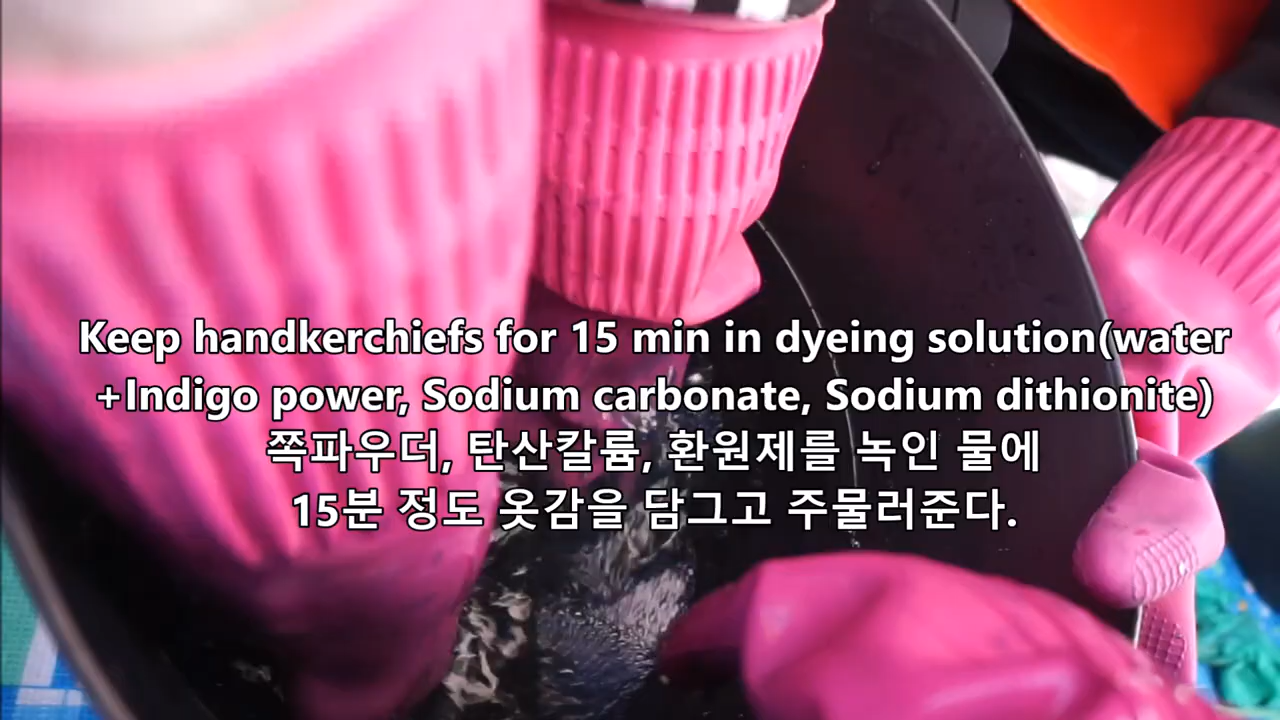 Keep handkerchiefs for 15 min in dyeing solution(water
+Indigo power, Sodium carbonate, Sodium dithionite)
쪽파우더, 탄산칼륨, 환원제를 녹인 물에
15분 정도 옷감을 담그고 주물러준다.